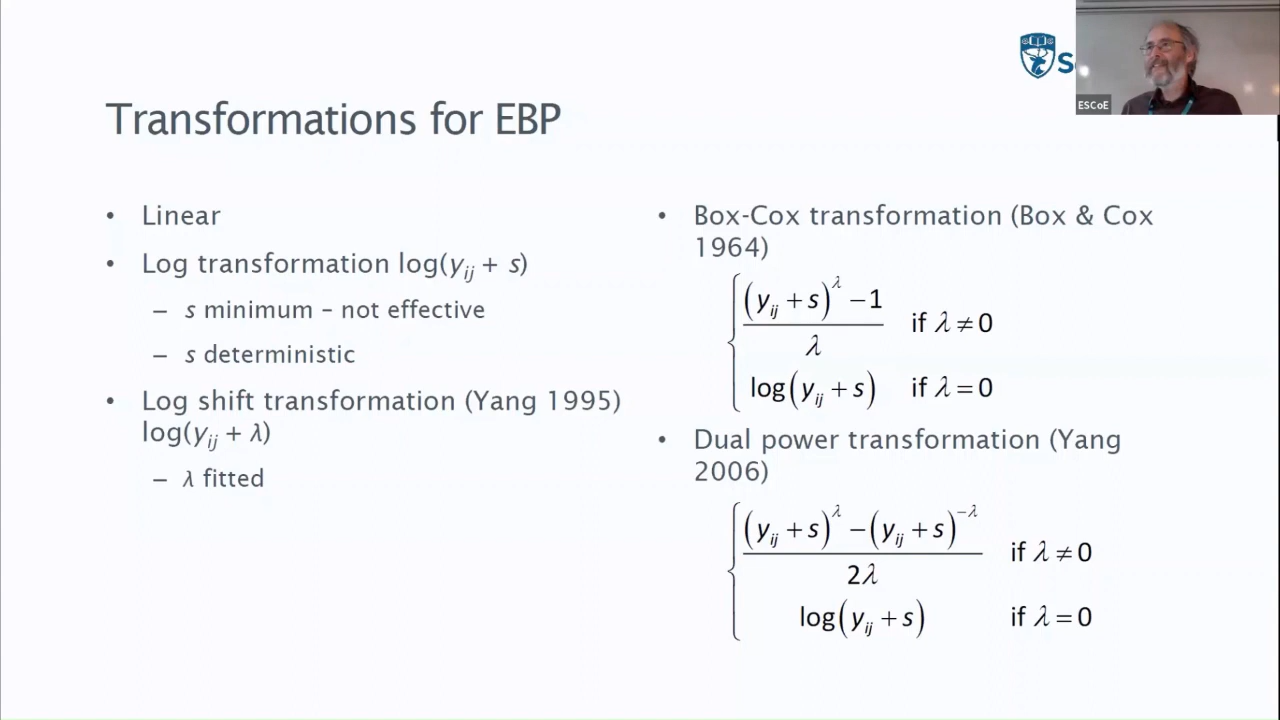 Transformations for EBP
ESCoE
• Linear
• Log transformation log(y_ij + s)
– s minimum – not effective
– s deterministic
• Log shift transformation (Yang 1995)
log(y_ij + λ)
– λ fitted
• Box-Cox transformation (Box & Cox
1964)
((y_ij + s)^λ − 1) / λ if λ ≠ 0
log(y_ij + s) if λ = 0
• Dual power transformation (Yang
2006)
((y_ij + s)^λ − (y_ij + s)^−λ) / 2λ if λ ≠ 0
log(y_ij + s) if λ = 0